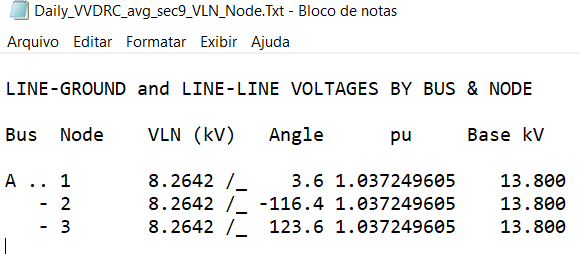 Daily_VVDRC_avg_sec9_VLN_Node.Txt - Bloco de notas
Arquivo Editar Formatar Exibir Ajuda
LINE-GROUND and LINE-LINE VOLTAGES BY BUS & NODE
Bus Node VLN (kV) Angle pu Base kV
A .. 1 8.2642 /_ 3.6 1.037249605 13.800
- 2 8.2642 /_ -116.4 1.037249605 13.800
- 3 8.2642 /_ 123.6 1.037249605 13.800